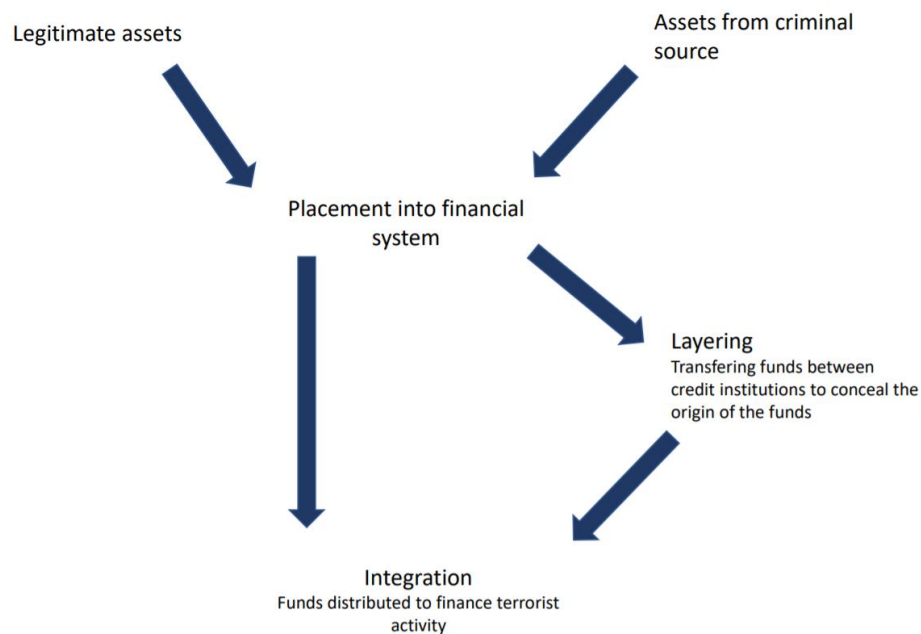 Legitimate assets
Assets from criminal
source
Placement into financial
system
Layering
Transfering funds between
credit institutions to conceal the
origin of the funds
Integration
Funds distributed to finance terrorist
activity